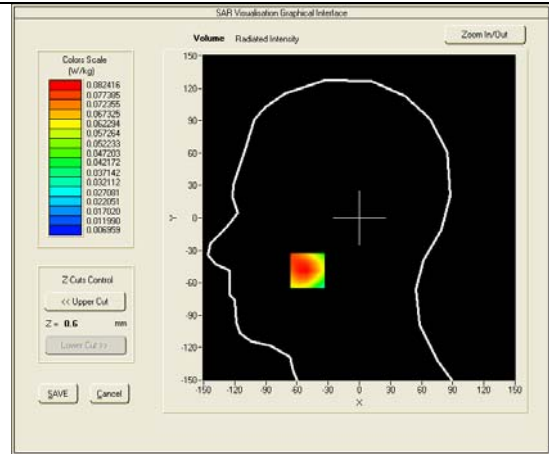 SAR Visualisation Graphical Interface
Volume Radiated Intensity
Zoom In/Out
Colors Scale
(W/kg)
0.082416
0.077385
0.072355
0.067325
0.062294
0.057264
0.052233
0.047203
0.042172
0.037142
0.032112
0.027081
0.022051
0.017020
0.011990
0.006959
Z Cuts Control
<< Upper Cut
Z = 0.6 mm
Lower Cut >>
SAVE Cancel
150
120
90
60
30
0
-30
-60
-90
-120
-150
Y
-150 -120 -90 -60 -30 0 30 60 90 120 150
X